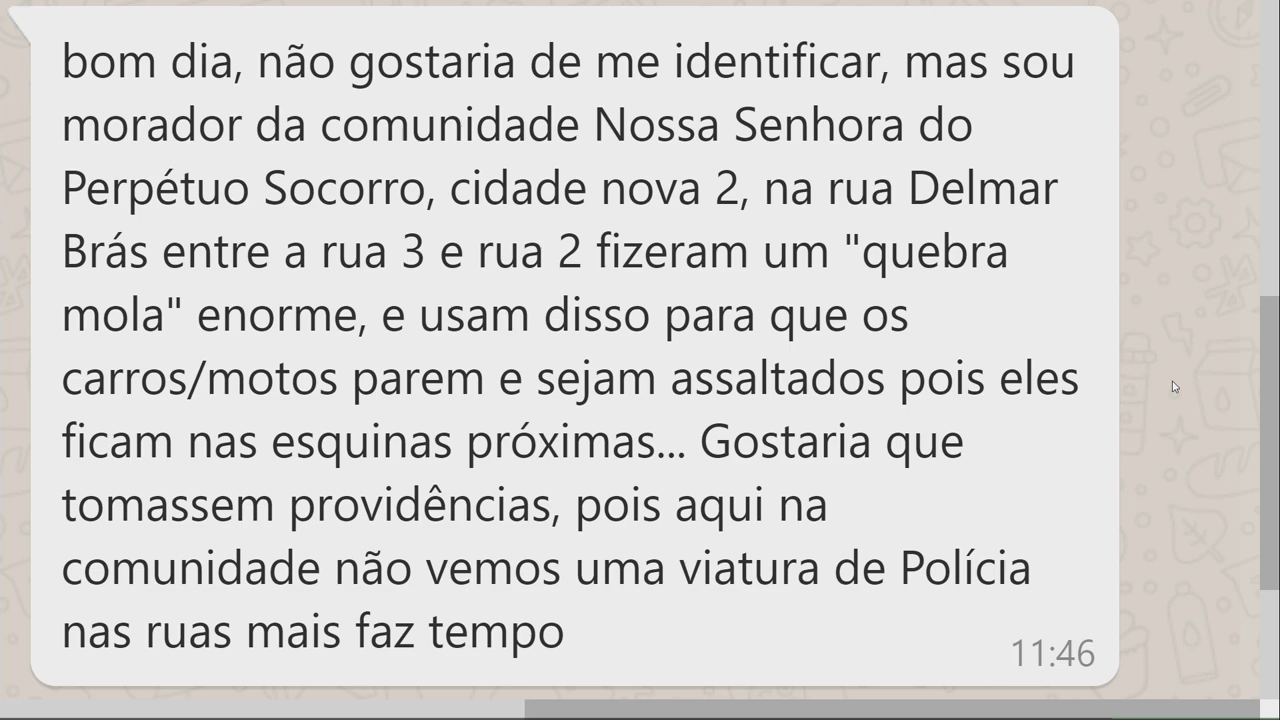 bom dia, não gostaria de me identificar, mas sou
morador da comunidade Nossa Senhora do
Perpétuo Socorro, cidade nova 2, na rua Delmar
Brás entre a rua 3 e rua 2 fizeram um "quebra
mola" enorme, e usam disso para que os
carros/motos parem e sejam assaltados pois eles
ficam nas esquinas próximas... Gostaria que
tomassem providências, pois aqui na
comunidade não vemos uma viatura de Polícia
nas ruas mais faz tempo
11:46